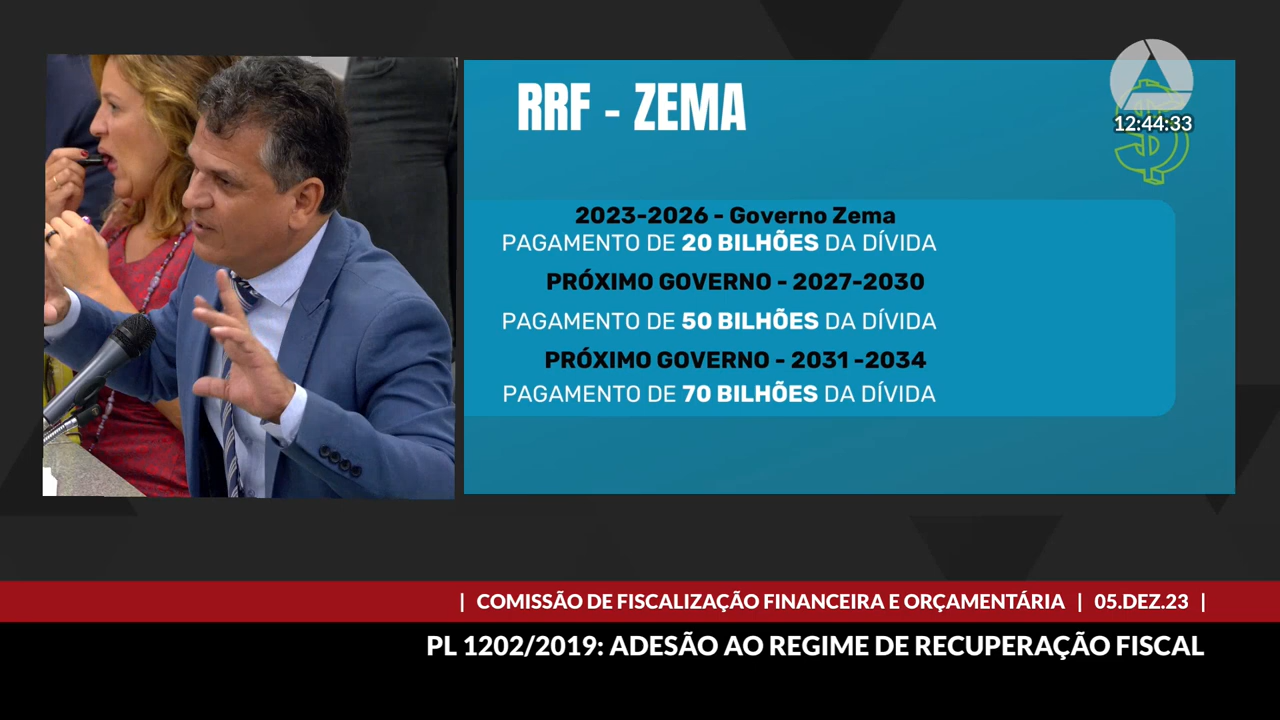 RRF - ZEMA
12:44:33
2023-2026 - Governo Zema
PAGAMENTO DE 20 BILHÕES DA DÍVIDA
PRÓXIMO GOVERNO - 2027-2030
PAGAMENTO DE 50 BILHÕES DA DÍVIDA
PRÓXIMO GOVERNO - 2031 -2034
PAGAMENTO DE 70 BILHÕES DA DÍVIDA
| COMISSÃO DE FISCALIZAÇÃO FINANCEIRA E ORÇAMENTÁRIA | 05.DEZ.23 |
PL 1202/2019: ADESÃO AO REGIME DE RECUPERAÇÃO FISCAL